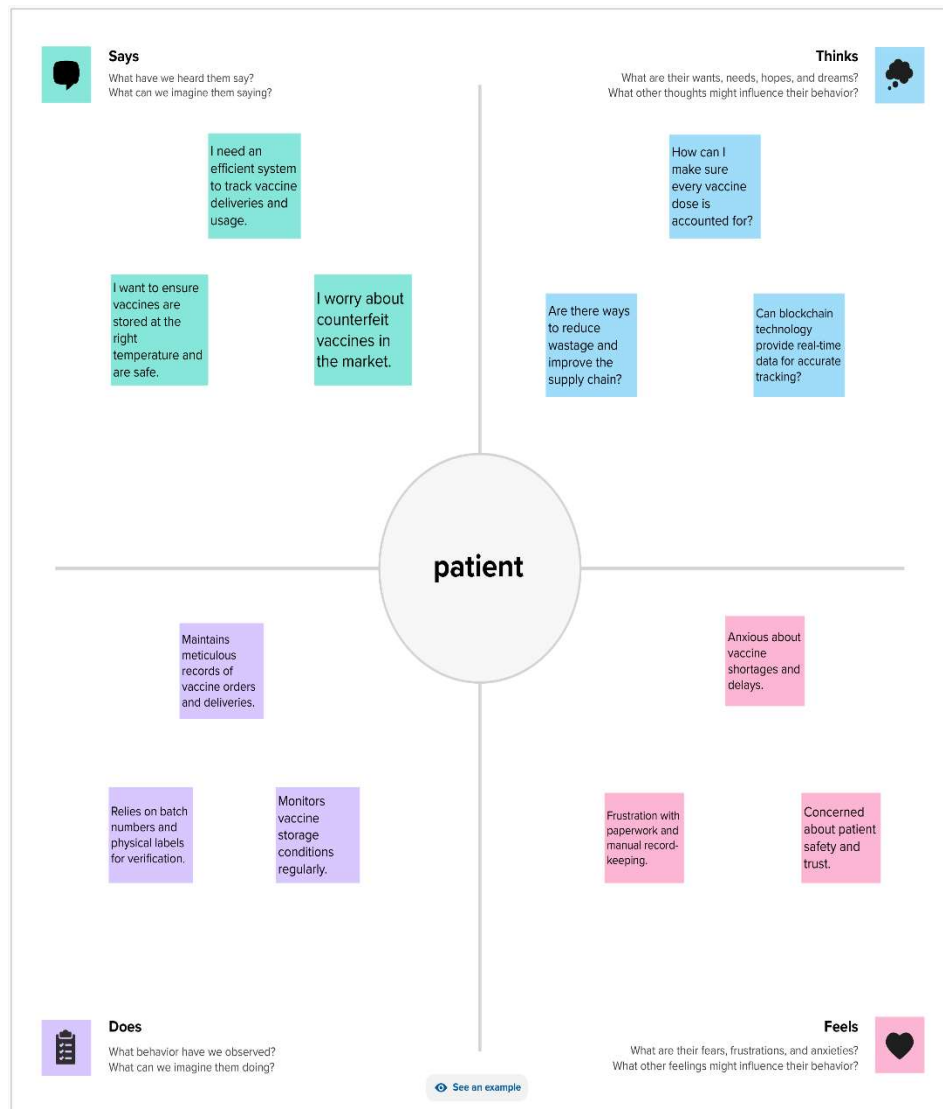 Says
What have we heard them say?
What can we imagine them saying?
Thinks
What are their wants, needs, hopes, and dreams?
What other thoughts might influence their behavior?
I need an
efficient system
to track vaccine
deliveries and
usage.
I want to ensure
vaccines are
stored at the
right
temperature and
are safe.
I worry about
counterfeit
vaccines in
the market.
How can I
make sure
every vaccine
dose is
accounted for?
Are there ways
to reduce
wastage and
improve the
supply chain?
Can blockchain
technology
provide real-time
data for accurate
tracking?
patient
Maintains
meticulous
records of
vaccine orders
and deliveries.
Relies on batch
numbers and
physical labels
for verification.
Monitors
vaccine
storage
conditions
regularly.
Anxious about
vaccine
shortages and
delays.
Frustration with
paperwork and
manual record-
keeping.
Concerned
about patient
safety and
trust.
Does
What behavior have we observed?
What can we imagine them doing?
Feels
What are their fears, frustrations, and anxieties?
What other feelings might influence their behavior?
See an example